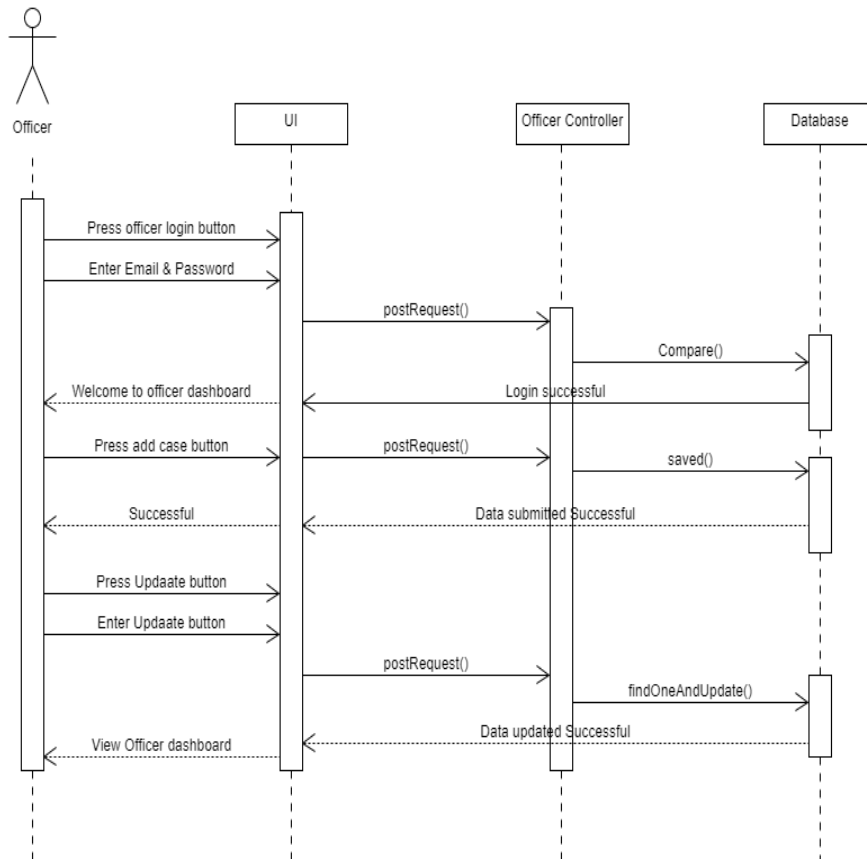 Officer
UI
Officer Controller
Database
Press officer login button
Enter Email & Password
postRequest()
Compare()
Welcome to officer dashboard
Login successful
Press add case button
postRequest()
saved()
Successful
Data submitted Successful
Press Updaate button
Enter Updaate button
postRequest()
findOneAndUpdate()
Data updated Successful
View Officer dashboard